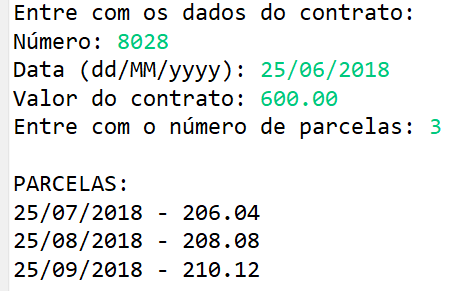 Entre com os dados do contrato:
Número: 8028
Data (dd/MM/yyyy): 25/06/2018
Valor do contrato: 600.00
Entre com o número de parcelas: 3
PARCELAS:
25/07/2018 - 206.04
25/08/2018 - 208.08
25/09/2018 - 210.12